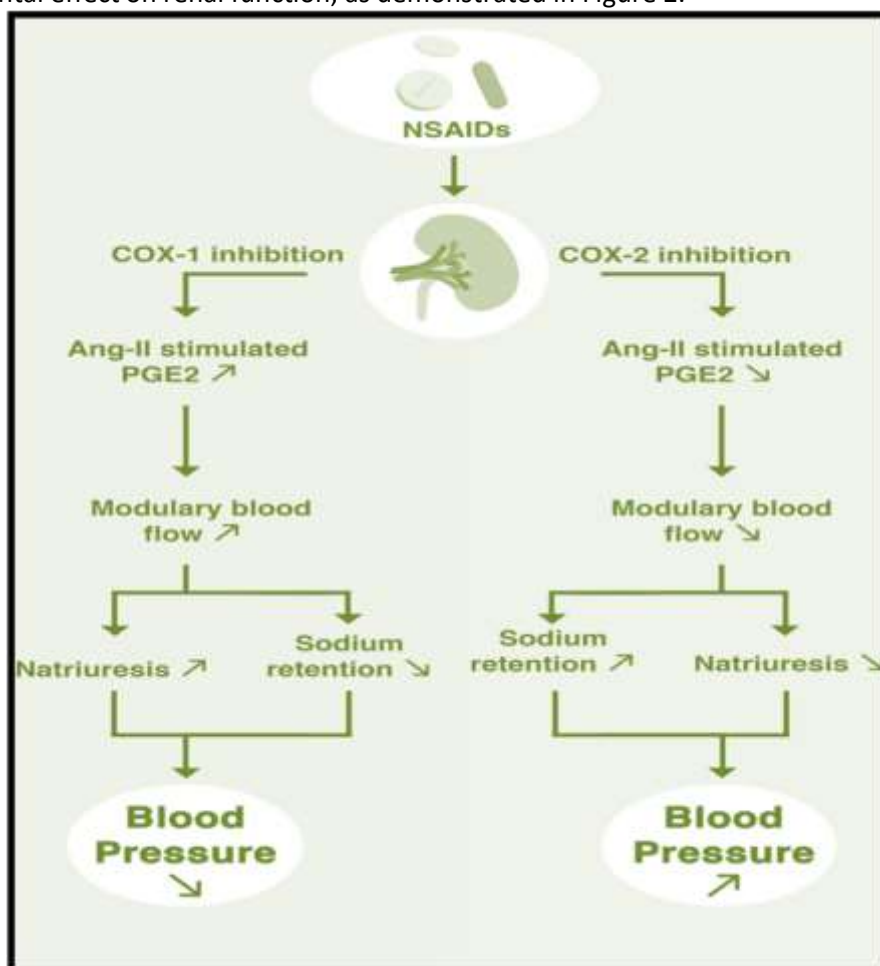 ntal effect on renal function, as demonstrated in Figure 2.
NSAIDs
COX-1 inhibition
COX-2 inhibition
Ang-II stimulated
PGE2 ↗
Ang-II stimulated
PGE2 ↘
Modulary blood
flow ↗
Modulary blood
flow ↘
Natriuresis ↗
Sodium
retention ↘
Sodium
retention ↗
Natriuresis ↘
Blood
Pressure
↘
Blood
Pressure
↗